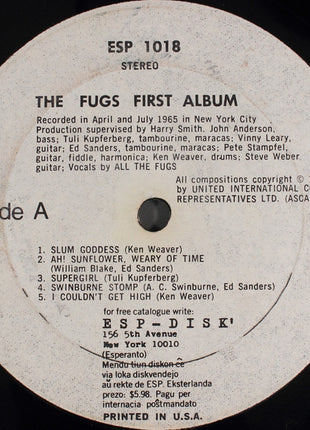 ESP 1018
STEREO
THE FUGS FIRST ALBUM
Recorded in April and July 1965 in New York City
Production supervised by Harry Smith. John Anderson,
bass; Tuli Kupferberg, tambourine, maracas; Vinny Leary,
guitar; Ed Sanders, tambourine, maracas; Pete Stampfel,
guitar, fiddle, harmonica; Ken Weaver, drums; Steve Weber
guitar; Vocals by ALL THE FUGS
All compositions copyright ©
by UNITED INTERNATIONAL CO
REPRESENTATIVES LTD. (ASCA
de A
1. SLUM GODDESS (Ken Weaver)
2. AH! SUNFLOWER, WEARY OF TIME
(William Blake, Ed Sanders)
3. SUPERGIRL (Tuli Kupferberg)
4. SWINBURNE STOMP (A. C. Swinburne, Ed Sanders)
5. I COULDN'T GET HIGH (Ken Weaver)
for free catalogue write:
ESP-DISK'
156 5th Avenue
New York 10010
(Esperanto)
Mendu tiun diskon ĉe
via loka diskvendejo
aŭ rekte de ESP. Eksterlanda
prezo: $5.98. Pagu per
internacia poŝtmandato
PRINTED IN U.S.A.